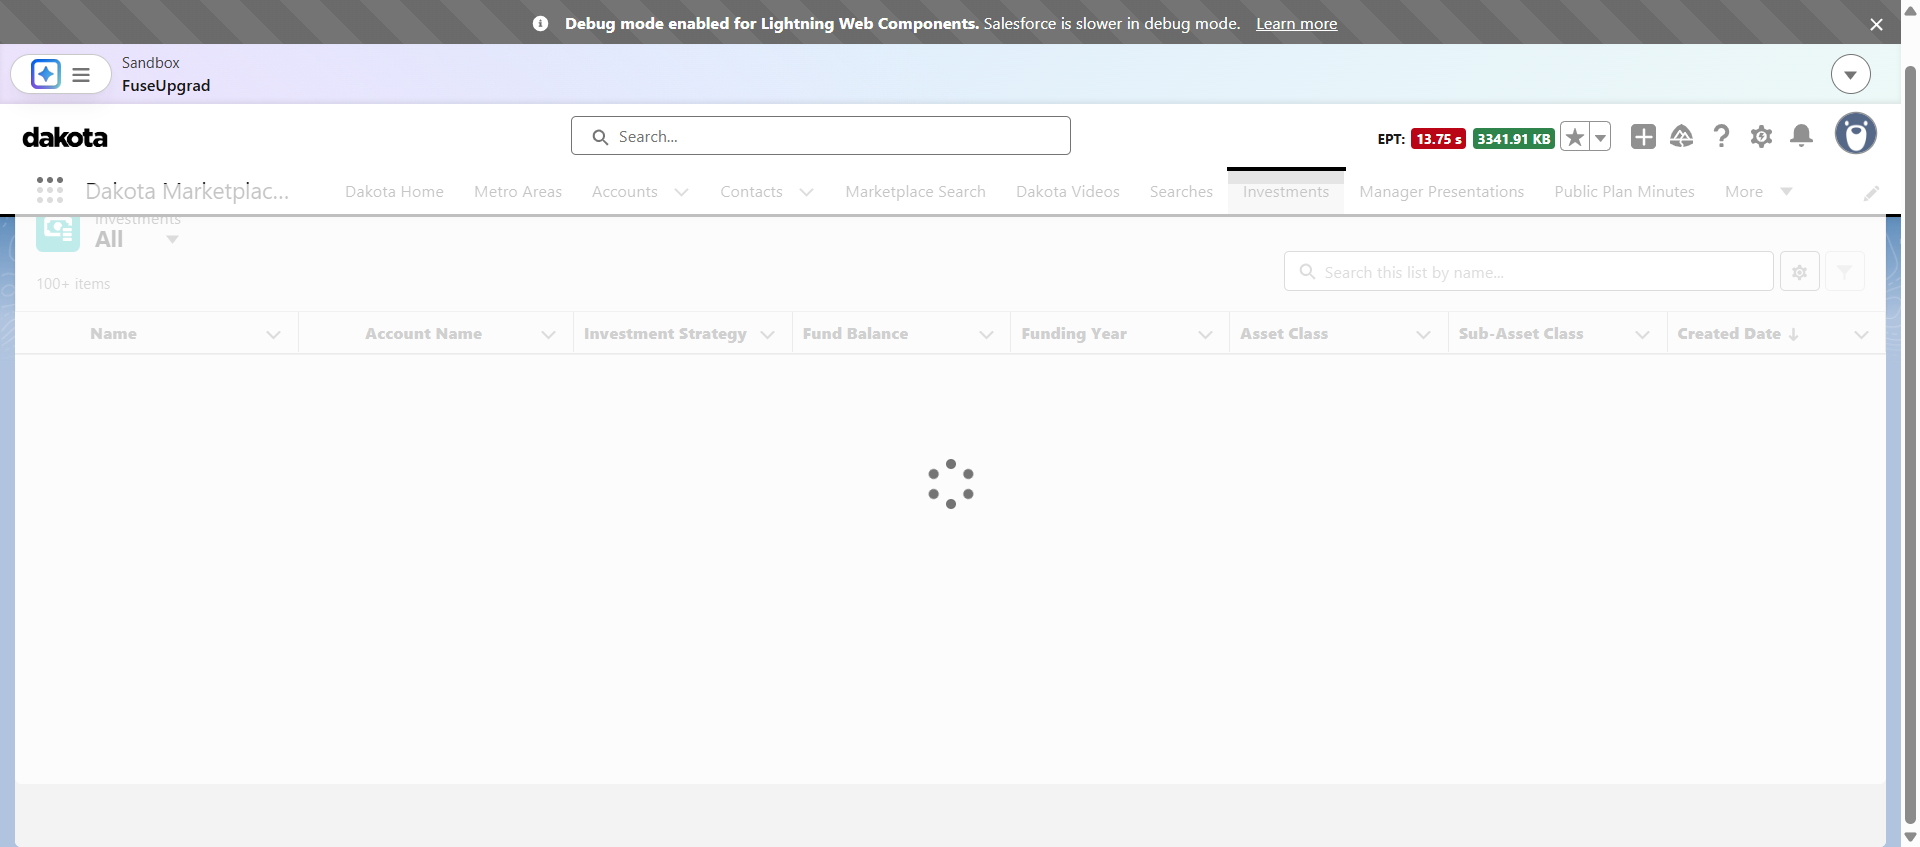 Debug mode enabled for Lightning Web Components. Salesforce is slower in debug mode. Learn more
Sandbox
FuseUpgrad
dakota
Search...
EPT: 13.75 s 3341.91 KB
Dakota Marketplac...
Dakota Home
Metro Areas
Accounts
Contacts
Marketplace Search
Dakota Videos
Searches
Investments
Manager Presentations
Public Plan Minutes
More
Investments
All
100+ items
Search this list by name...
Name
Account Name
Investment Strategy
Fund Balance
Funding Year
Asset Class
Sub-Asset Class
Created Date